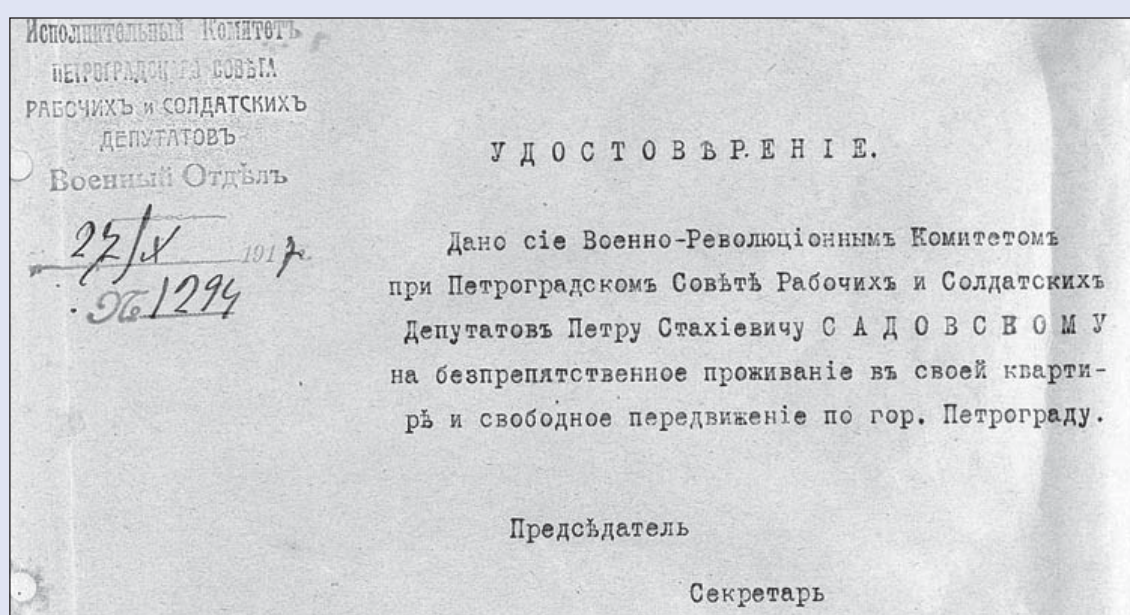 Исполнительный Комитетъ
ПЕТРОГРАДСКАГО СОВѢТА
РАБОЧИХЪ и СОЛДАТСКИХЪ
ДЕПУТАТОВЪ
Военный Отдѣлъ
27/X 1917 г.
№ 1294
УДОСТОВѢРЕНІЕ.
Дано сіе Военно-Революціоннымъ Комитетомъ
при Петроградскомъ Совѣтѣ Рабочихъ и Солдатскихъ
Депутатовъ Петру Стахіевичу САДОВСКОМУ
на безпрепятственное проживаніе въ своей кварти-
рѣ и свободное передвиженіе по гор. Петрограду.
Предсѣдатель
Секретарь